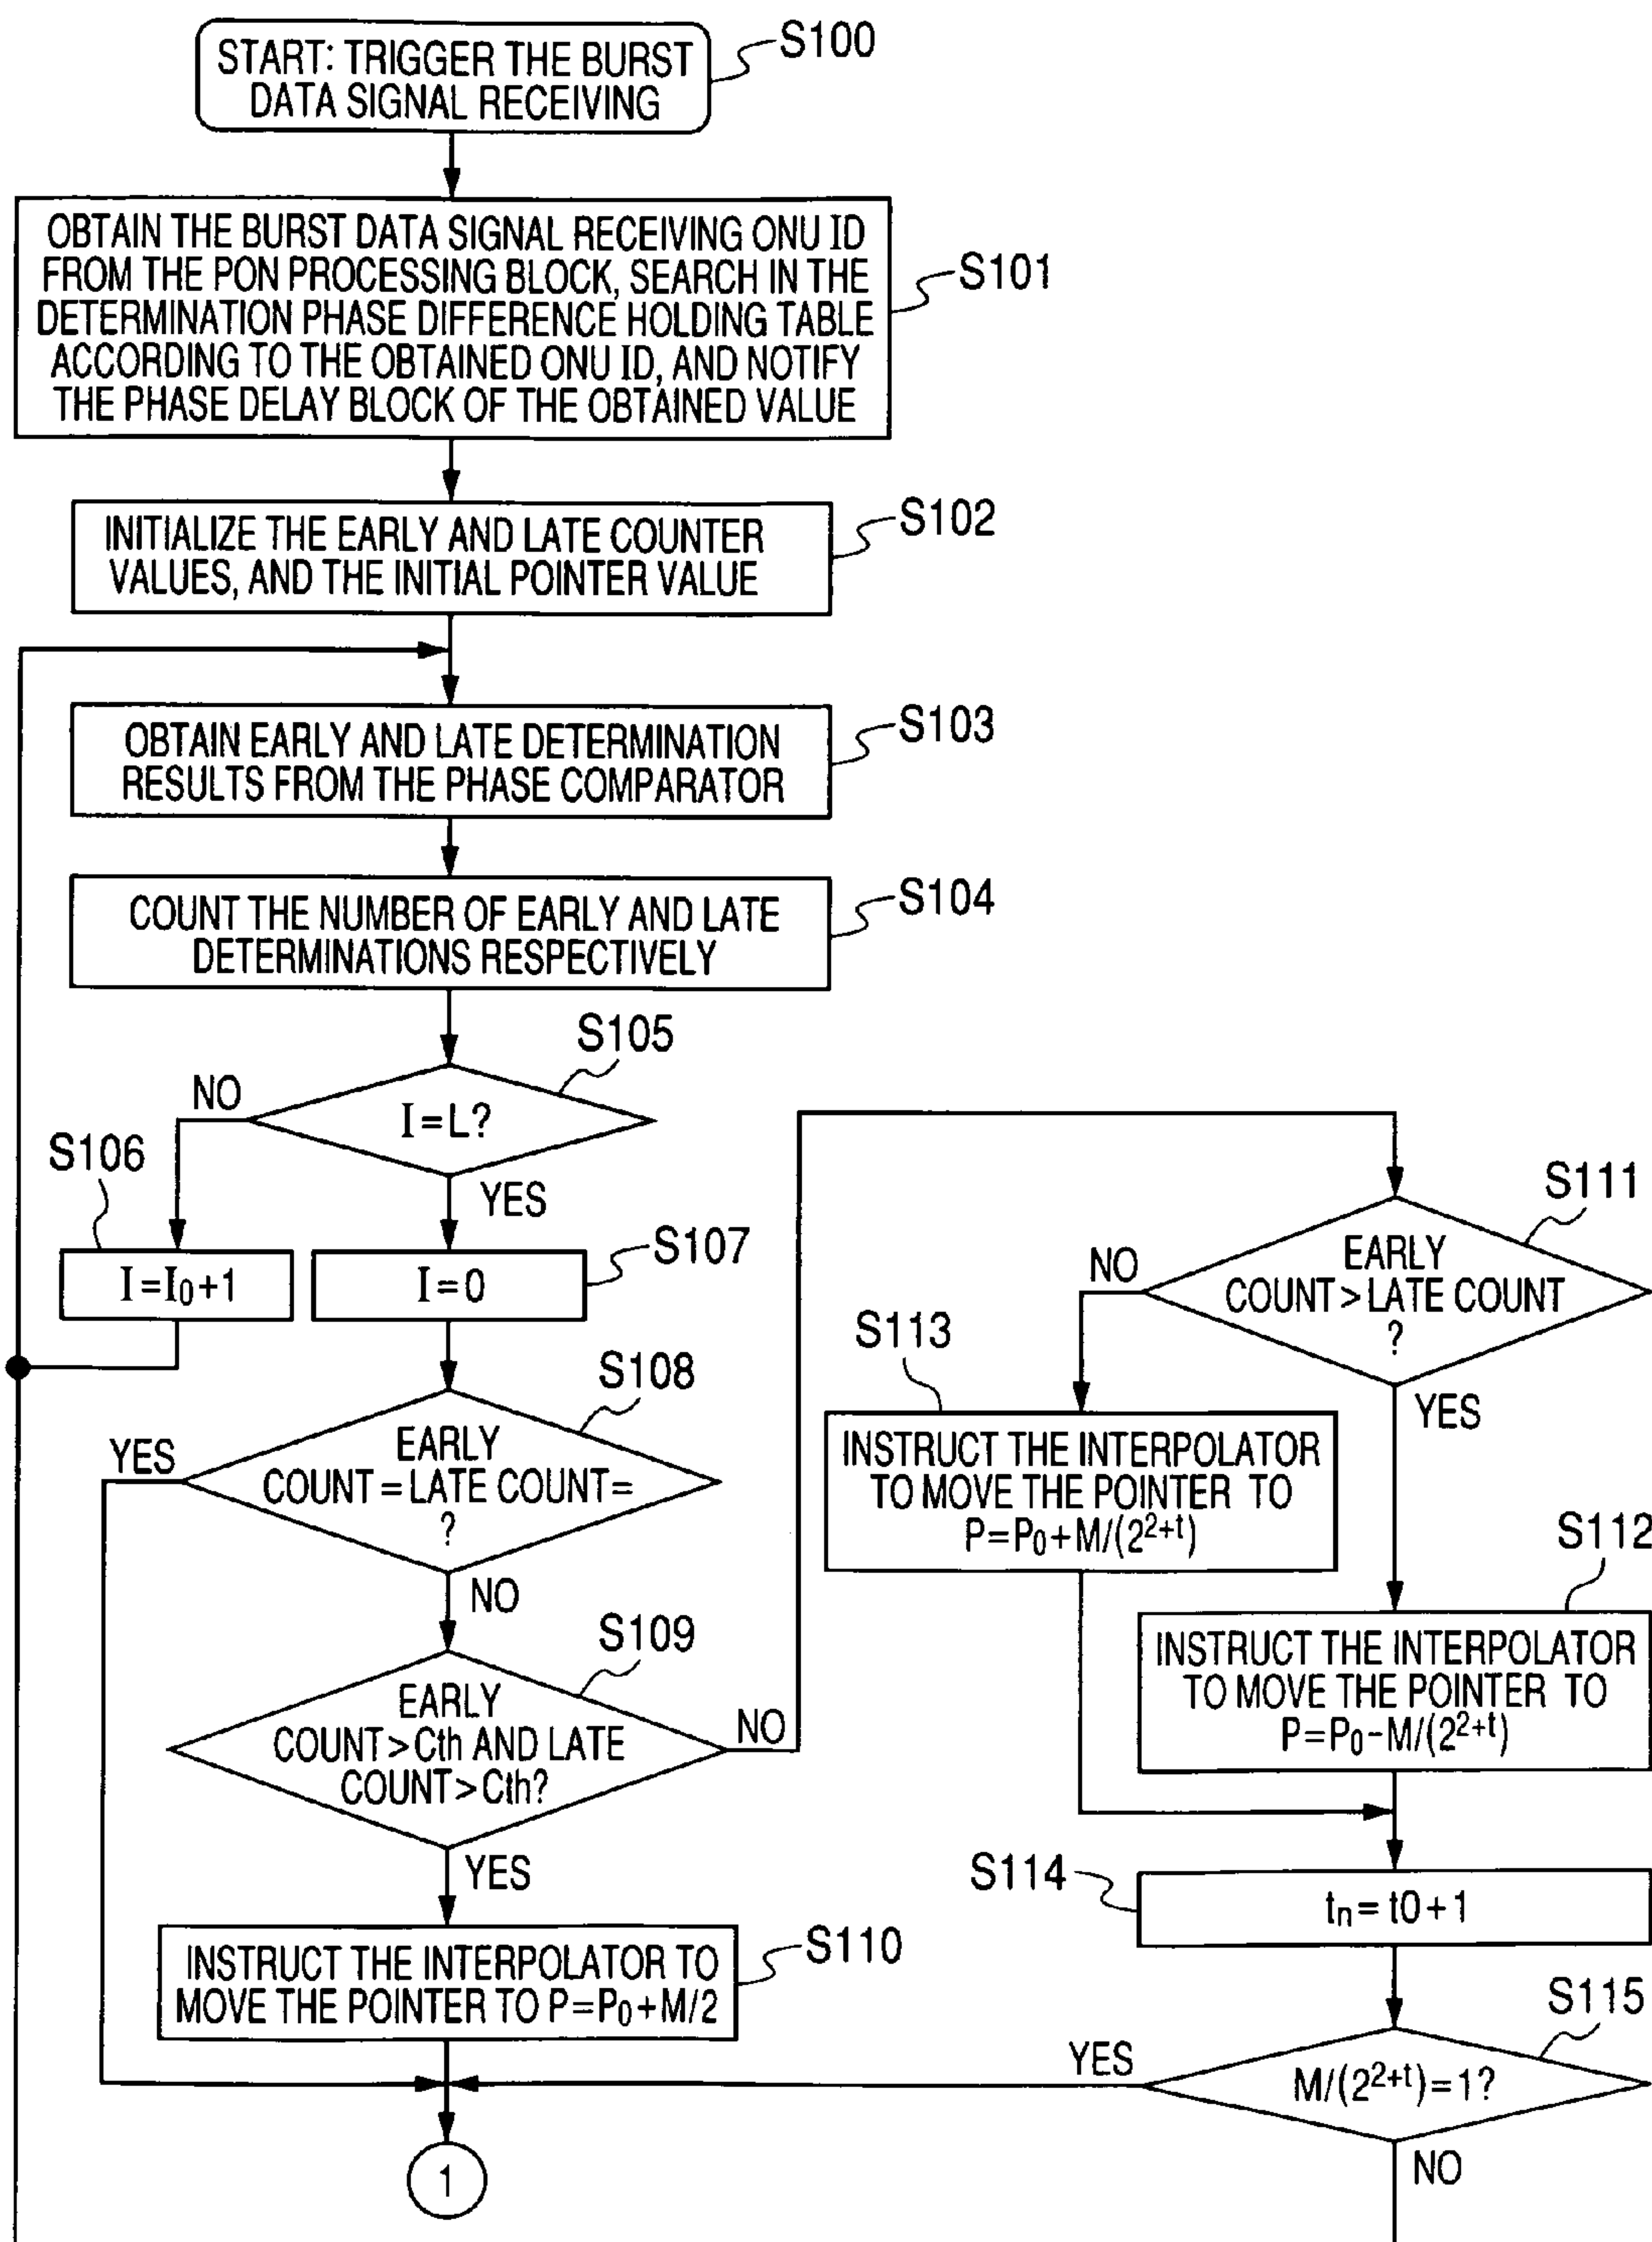 START: TRIGGER THE BURST
DATA SIGNAL RECEIVING
S100
OBTAIN THE BURST DATA SIGNAL RECEIVING ONU ID
FROM THE PON PROCESSING BLOCK, SEARCH IN THE
DETERMINATION PHASE DIFFERENCE HOLDING TABLE
ACCORDING TO THE OBTAINED ONU ID, AND NOTIFY
THE PHASE DELAY BLOCK OF THE OBTAINED VALUE
S101
INITIALIZE THE EARLY AND LATE COUNTER
VALUES, AND THE INITIAL POINTER VALUE
S102
OBTAIN EARLY AND LATE DETERMINATION
RESULTS FROM THE PHASE COMPARATOR
S103
COUNT THE NUMBER OF EARLY AND LATE
DETERMINATIONS RESPECTIVELY
S104
S105
I=L?
NO
YES
S106
I=I₀+1
I=0
S107
S108
EARLY
COUNT=LATE COUNT=
?
YES
NO
S109
EARLY
COUNT>Cth AND LATE
COUNT>Cth?
NO
YES
INSTRUCT THE INTERPOLATOR TO
MOVE THE POINTER TO P=P₀+M/2
S110
1
S111
EARLY
COUNT>LATE COUNT
?
NO
YES
S113
INSTRUCT THE INTERPOLATOR
TO MOVE THE POINTER TO
P=P₀+M/(2²⁺ᵗ)
S112
INSTRUCT THE INTERPOLATOR
TO MOVE THE POINTER TO
P=P₀-M/(2²⁺ᵗ)
S114
tₙ=t0+1
S115
M/(2²⁺ᵗ)=1?
YES
NO